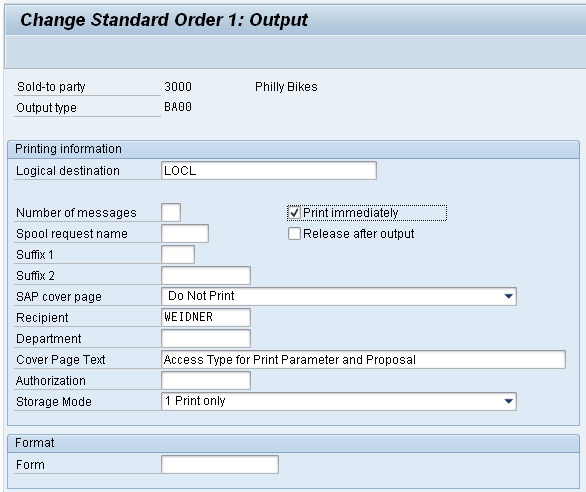 Change Standard Order 1: Output
Sold-to party 3000 Philly Bikes
Output type BA00
Printing information
Logical destination LOCL
Number of messages Print immediately
Spool request name Release after output
Suffix 1
Suffix 2
SAP cover page Do Not Print
Recipient WEIDNER
Department
Cover Page Text Access Type for Print Parameter and Proposal
Authorization
Storage Mode 1 Print only
Format
Form